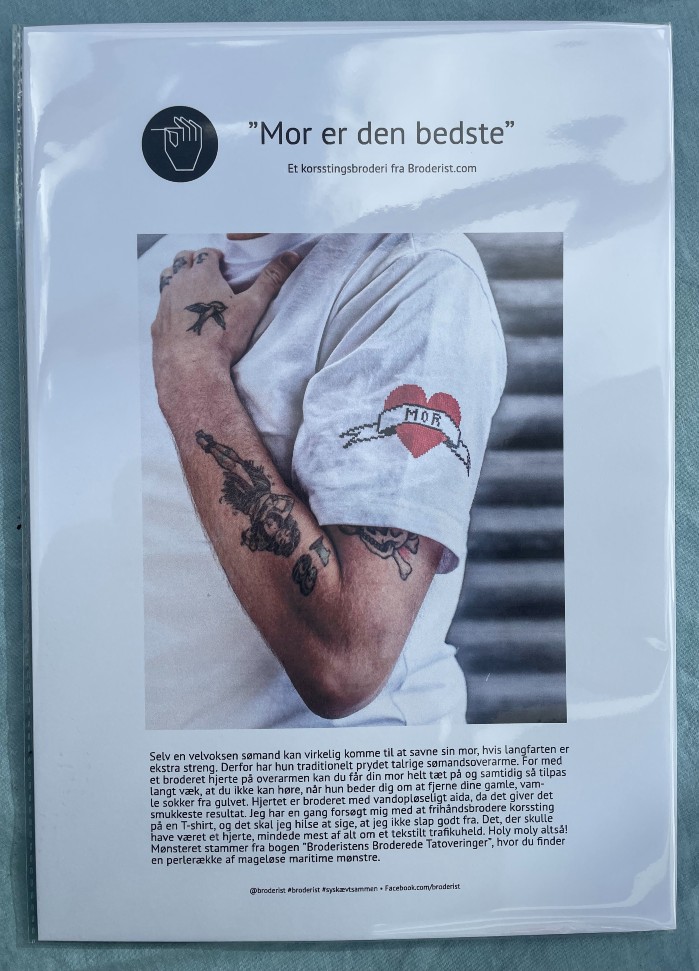 "Mor er den bedste"
Et korsstingsbroderi fra Broderist.com
MOR
13
Selv en velvoksen sømand kan virkelig komme til at savne sin mor, hvis langfarten er
ekstra streng. Derfor har hun traditionelt prydet talrige sømandsoverarme. For med
et broderet hjerte på overarmen kan du får din mor helt tæt på og samtidig så tilpas
langt væk, at du ikke kan høre, når hun beder dig om at fjerne dine gamle, vam-
le sokker fra gulvet. Hjertet er broderet med vandopløseligt aida, da det giver det
smukkeste resultat. Jeg har en gang forsøgt mig med at frihåndsbrodere korssting
på en T-shirt, og det skal jeg hilse at sige, at jeg ikke slap godt fra. Det, der skulle
have været et hjerte, mindede mest af alt om et tekstilt trafikuheld. Holy moly altså!
Mønsteret stammer fra bogen "Broderistens Broderede Tatoveringer", hvor du finder
en perlerække af mageløse maritime mønstre.
@broderist #broderist #syskævtsammen • Facebook.com/broderist